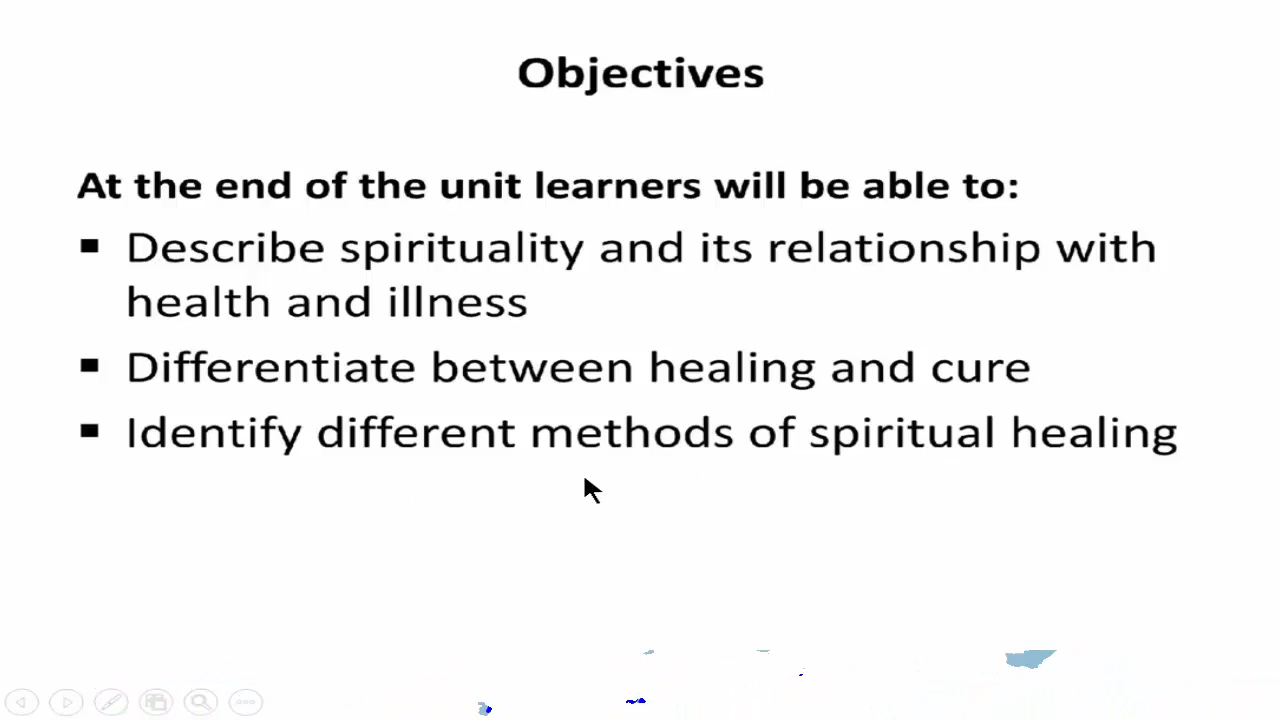 Objectives
At the end of the unit learners will be able to:
▪ Describe spirituality and its relationship with
health and illness
▪ Differentiate between healing and cure
▪ Identify different methods of spiritual healing